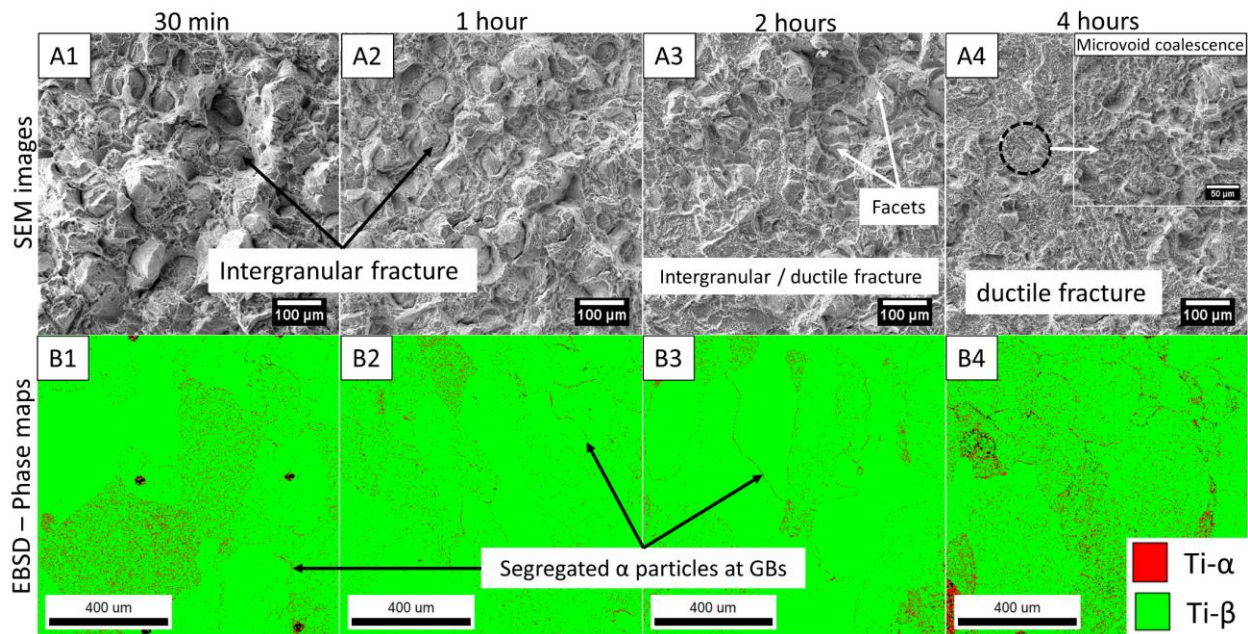 30 min
1 hour
2 hours
4 hours
SEM images
A1
A2
A3
A4
Microvoid coalescence
50 µm
Facets
Intergranular fracture
Intergranular / ductile fracture
ductile fracture
100 µm
100 µm
100 µm
100 µm
EBSD – Phase maps
B1
B2
B3
B4
Segregated α particles at GBs
400 um
400 um
400 um
400 um
Ti-α
Ti-β